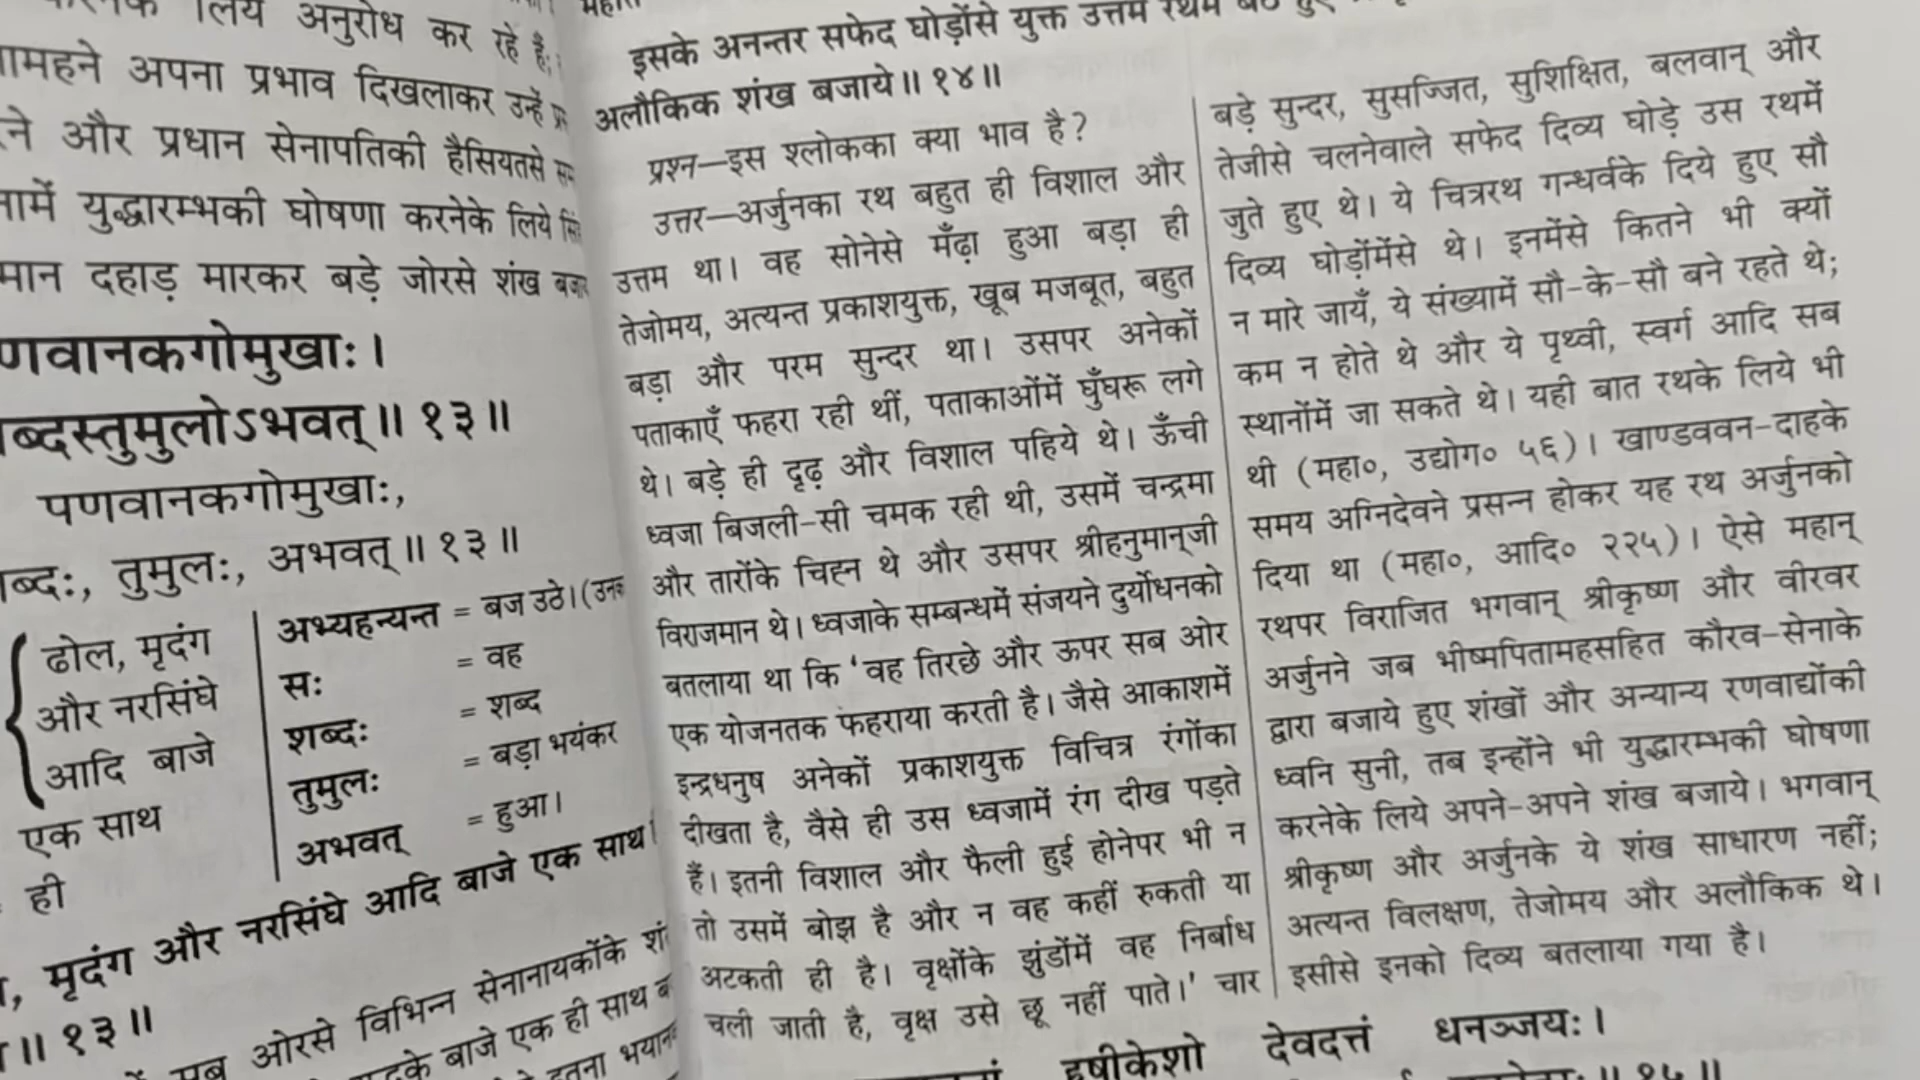 लिये अनुरोध कर रहे हैं;
अपना प्रभाव दिखलाकर उन्हें
और प्रधान सेनापतिकी हैसियतसे
युद्धारम्भकी घोषणा करनेके लिये
दहाड़ मारकर बड़े जोरसे शंख
णवानकगोमुखाः।
ब्दस्तुमुलोऽभवत्॥ १३॥
पणवानकगोमुखाः,
ब्दः, तुमुलः, अभवत्॥ १३॥
ढोल, मृदंग
और नरसिंघे
आदि बाजे
एक साथ
ही
अभ्यहन्यन्त = बज उठे।
सः = वह
शब्दः = शब्द
तुमुलः = बड़ा भयंकर
अभवत् = हुआ।
मृदंग और नरसिंघे आदि बाजे एक साथ
॥ १३॥
ओरसे विभिन्न सेनानायकोंके
बाजे एक ही साथ
इसके अनन्तर सफेद घोड़ोंसे युक्त उत्तम रथमें
अलौकिक शंख बजाये॥ १४॥
प्रश्न—इस श्लोकका क्या भाव है?
उत्तर—अर्जुनका रथ बहुत ही विशाल और
उत्तम था। वह सोनेसे मँढ़ा हुआ बड़ा ही
तेजोमय, अत्यन्त प्रकाशयुक्त, खूब मजबूत, बहुत
बड़ा और परम सुन्दर था। उसपर अनेकों
पताकाएँ फहरा रही थीं, पताकाओंमें घुँघरू लगे
थे। बड़े ही दृढ़ और विशाल पहिये थे। ऊँची
ध्वजा बिजली-सी चमक रही थी, उसमें चन्द्रमा
और तारोंके चिह्न थे और उसपर श्रीहनुमान्‌जी
विराजमान थे। ध्वजाके सम्बन्धमें संजयने दुर्योधनको
बतलाया था कि 'वह तिरछे और ऊपर सब ओर
एक योजनतक फहराया करती है। जैसे आकाशमें
इन्द्रधनुष अनेकों प्रकाशयुक्त विचित्र रंगोंका
दीखता है, वैसे ही उस ध्वजामें रंग दीख पड़ते
हैं। इतनी विशाल और फैली हुई होनेपर भी न
तो उसमें बोझ है और न वह कहीं रुकती या
अटकती ही है। वृक्षोंके झुंडोंमें वह निर्बाध
चली जाती है, वृक्ष उसे छू नहीं पाते।' चार
बड़े सुन्दर, सुसज्जित, सुशिक्षित, बलवान् और
तेजीसे चलनेवाले सफेद दिव्य घोड़े उस रथमें
जुते हुए थे। ये चित्ररथ गन्धर्वके दिये हुए सौ
दिव्य घोड़ोंमेंसे थे। इनमेंसे कितने भी क्यों
न मारे जायँ, ये संख्यामें सौ-के-सौ बने रहते थे;
कम न होते थे और ये पृथ्वी, स्वर्ग आदि सब
स्थानोंमें जा सकते थे। यही बात रथके लिये भी
थी (महा०, उद्योग० ५६)। खाण्डववन-दाहके
समय अग्निदेवने प्रसन्न होकर यह रथ अर्जुनको
दिया था (महा०, आदि० २२५)। ऐसे महान्
रथपर विराजित भगवान् श्रीकृष्ण और वीरवर
अर्जुनने जब भीष्मपितामहसहित कौरव-सेनाके
द्वारा बजाये हुए शंखों और अन्यान्य रणवाद्योंकी
ध्वनि सुनी, तब इन्होंने भी युद्धारम्भकी घोषणा
करनेके लिये अपने-अपने शंख बजाये। भगवान्
श्रीकृष्ण और अर्जुनके ये शंख साधारण नहीं;
अत्यन्त विलक्षण, तेजोमय और अलौकिक थे।
इसीसे इनको दिव्य बतलाया गया है।
हृषीकेशो देवदत्तं धनञ्जयः।
॥ १५॥